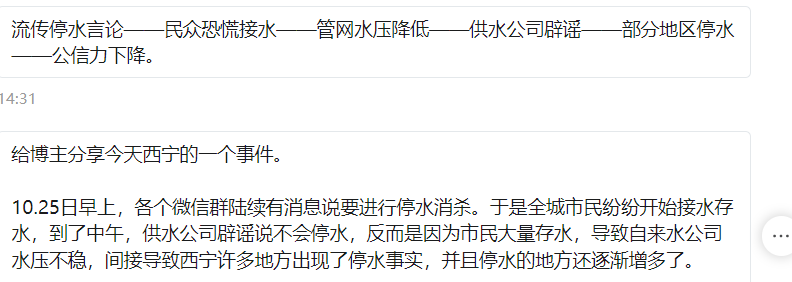 流传停水言论——民众恐慌接水——管网水压降低——供水公司辟谣——部分地区停水
——公信力下降。
14:31
给博主分享今天西宁的一个事件。
10.25日早上，各个微信群陆续有消息说要进行停水消杀。于是全城市民纷纷开始接水存
水，到了中午，供水公司辟谣说不会停水，反而是因为市民大量存水，导致自来水公司
水压不稳，间接导致西宁许多地方出现了停水事实，并且停水的地方还逐渐增多了。